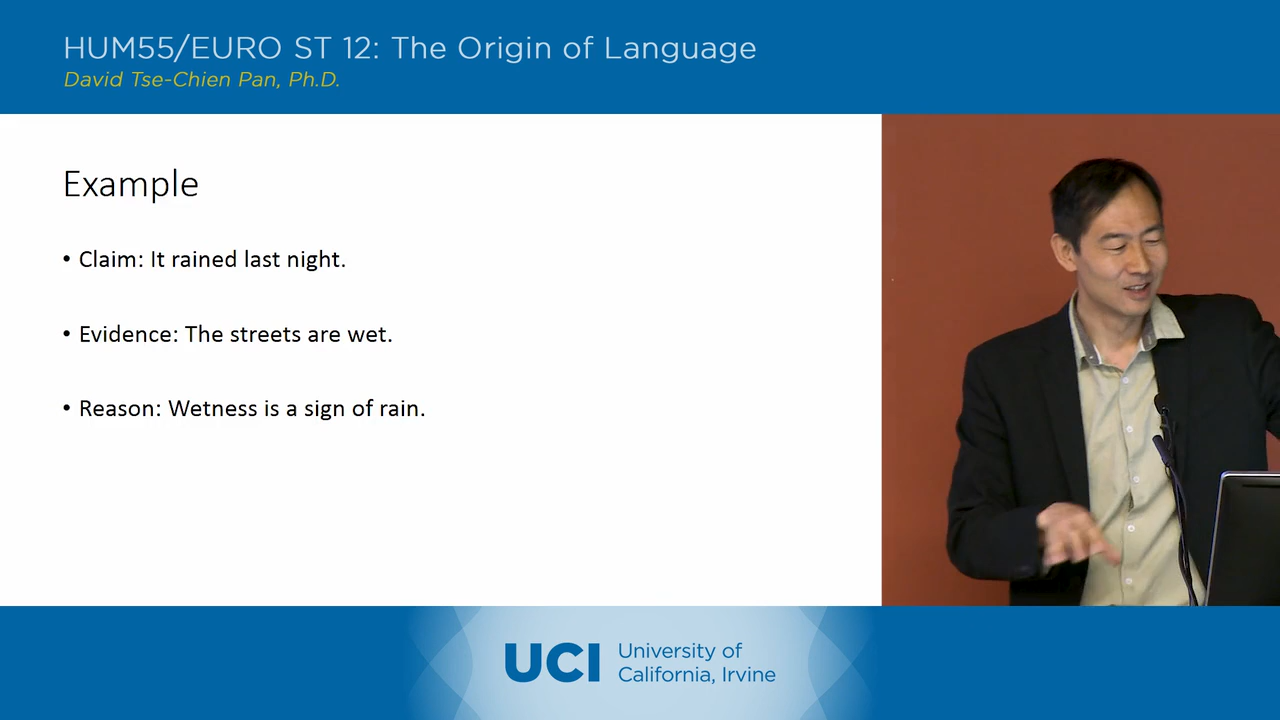 HUM55/EURO ST 12: The Origin of Language
David Tse-Chien Pan, Ph.D.
Example
• Claim: It rained last night.
• Evidence: The streets are wet.
• Reason: Wetness is a sign of rain.
UCI
University of
California, Irvine